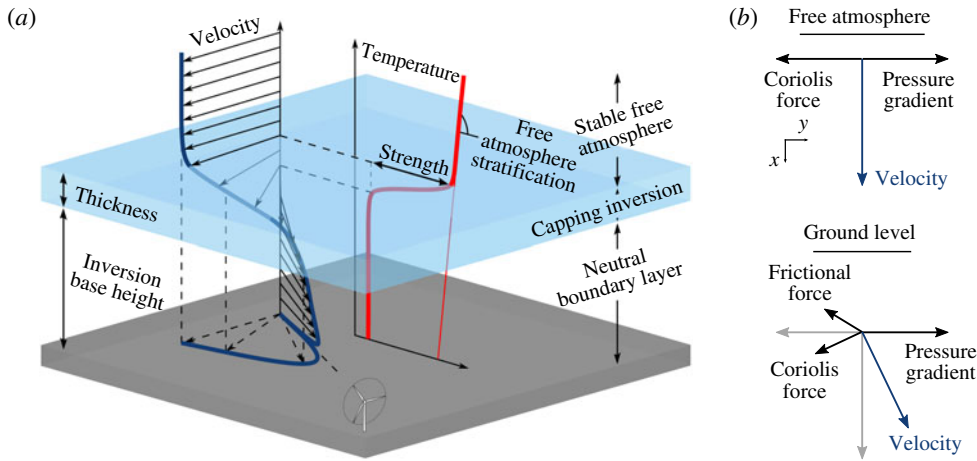 (a)
Velocity
Temperature
Free
atmosphere
stratification
Strength
Stable free
atmosphere
Thickness
Capping inversion
Inversion
base height
Neutral
boundary layer
(b)
Free atmosphere
Coriolis
force
Pressure
gradient
y
x
Velocity
Ground level
Frictional
force
Coriolis
force
Pressure
gradient
Velocity